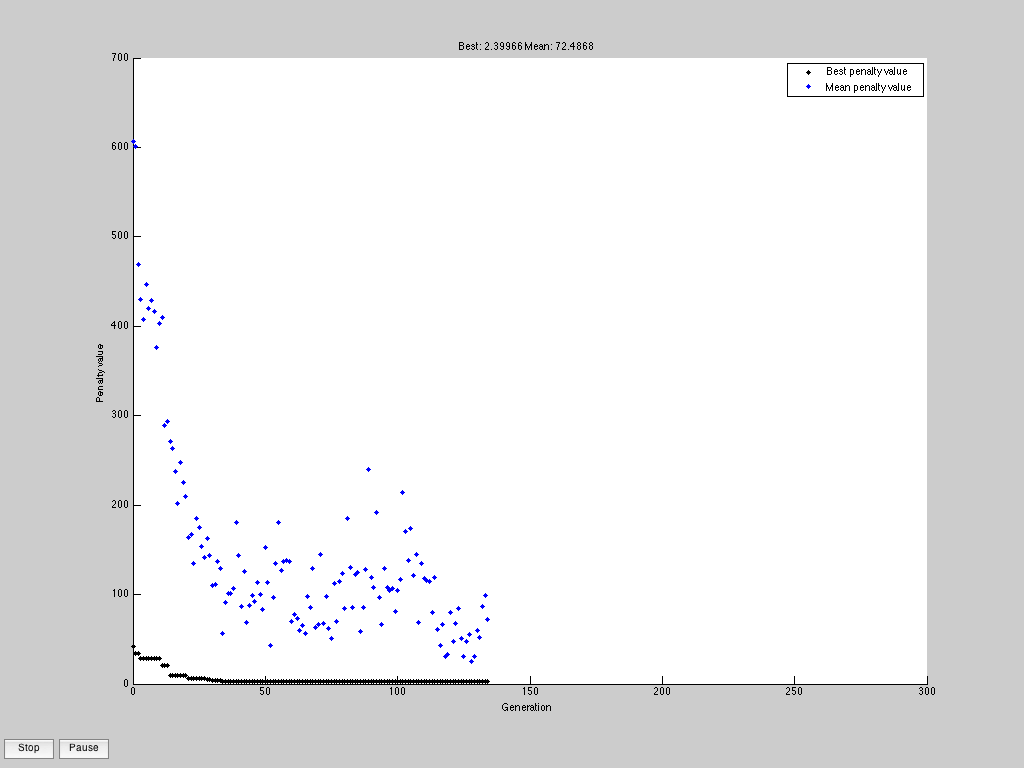 Best: 2.39966 Mean: 72.4868
700
600
500
400
300
200
100
0
Penalty value
Best penalty value
Mean penalty value
0 50 100 150 200 250 300
Generation
Stop Pause